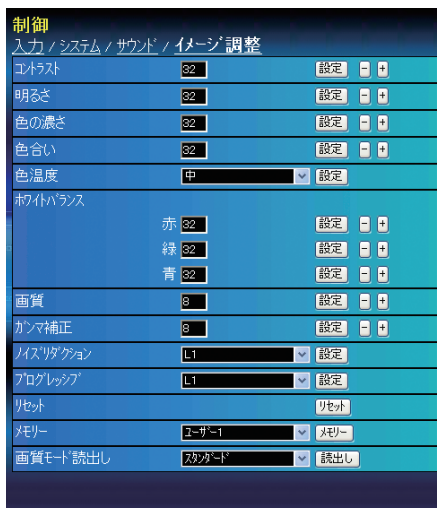 制御
入力 / システム / サウンド / イメージ調整
コントラスト 32 設定 - +
明るさ 32 設定 - +
色の濃さ 32 設定 - +
色合い 32 設定 - +
色温度 中 設定
ホワイトバランス
赤 32 設定 - +
緑 32 設定 - +
青 32 設定 - +
画質 8 設定 - +
ガンマ補正 8 設定 - +
ノイズリダクション L1 設定
プログレッシブ L1 設定
リセット リセット
メモリー ユーザー1 メモリー
画質モード読出し スタンダード 読出し